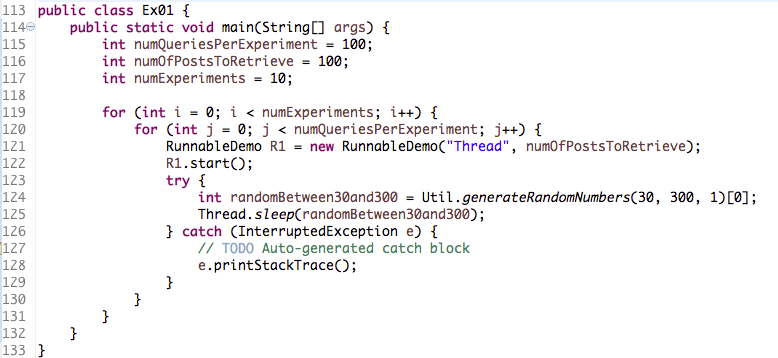 113 public class Ex01 {
114     public static void main(String[] args) {
115         int numQueriesPerExperiment = 100;
116         int numOfPostsToRetrieve = 100;
117         int numExperiments = 10;
118
119         for (int i = 0; i < numExperiments; i++) {
120             for (int j = 0; j < numQueriesPerExperiment; j++) {
121                 RunnableDemo R1 = new RunnableDemo("Thread", numOfPostsToRetrieve);
122                 R1.start();
123                 try {
124                     int randomBetween30and300 = Util.generateRandomNumbers(30, 300, 1)[0];
125                     Thread.sleep(randomBetween30and300);
126                 } catch (InterruptedException e) {
127                     // TODO Auto-generated catch block
128                     e.printStackTrace();
129                 }
130             }
131         }
132     }
133 }